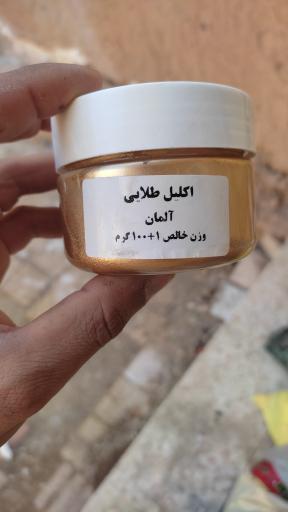 اکلیل طلایی
آلمان
وزن خالص ۱+۱۰۰ گرم